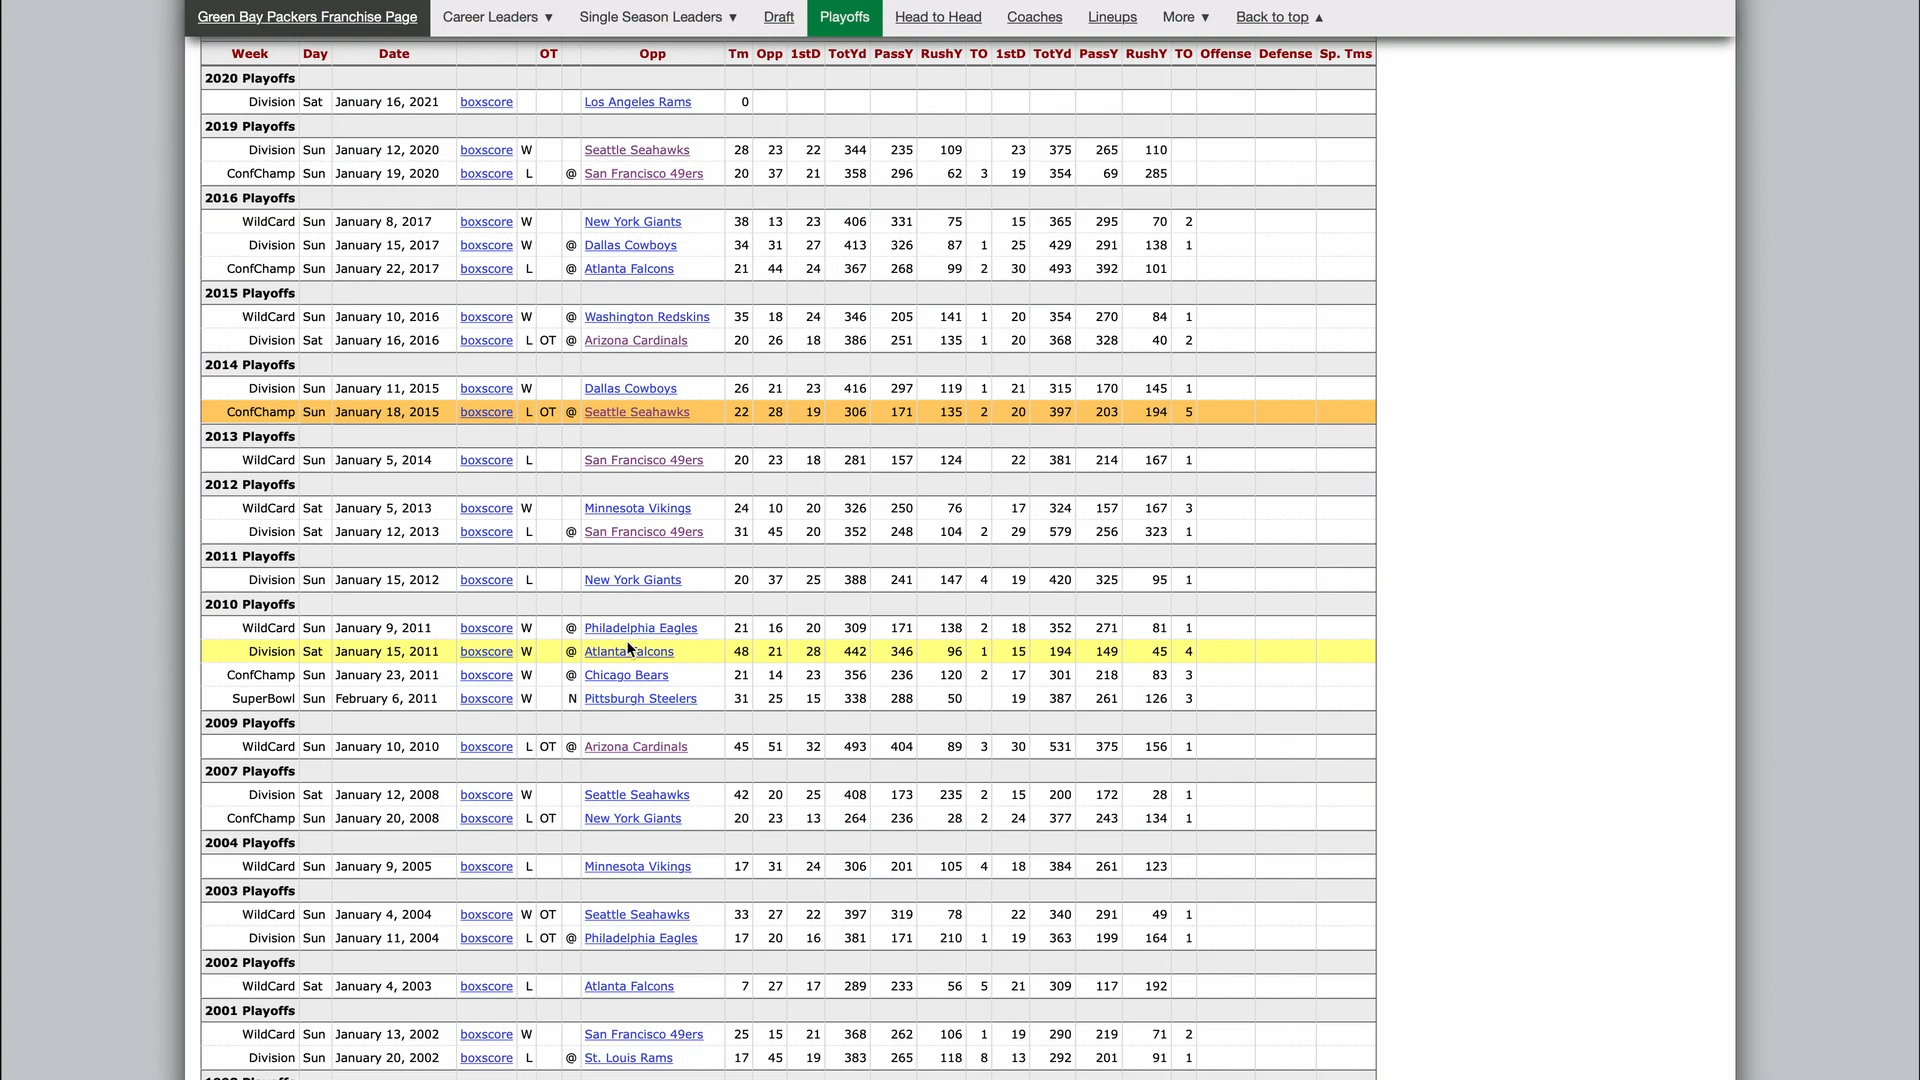 Green Bay Packers Franchise Page Career Leaders ▼ Single Season Leaders ▼ Draft Playoffs Head to Head Coaches Lineups More ▼ Back to top ▲
Week Day Date OT Opp Tm Opp 1stD TotYd PassY RushY TO 1stD TotYd PassY RushY TO Offense Defense Sp. Tms
2020 Playoffs
Division Sat January 16, 2021 boxscore Los Angeles Rams 0
2019 Playoffs
Division Sun January 12, 2020 boxscore W Seattle Seahawks 28 23 22 344 235 109 23 375 265 110
ConfChamp Sun January 19, 2020 boxscore L @ San Francisco 49ers 20 37 21 358 296 62 3 19 354 69 285
2016 Playoffs
WildCard Sun January 8, 2017 boxscore W New York Giants 38 13 23 406 331 75 15 365 295 70 2
Division Sun January 15, 2017 boxscore W @ Dallas Cowboys 34 31 27 413 326 87 1 25 429 291 138 1
ConfChamp Sun January 22, 2017 boxscore L @ Atlanta Falcons 21 44 24 367 268 99 2 30 493 392 101
2015 Playoffs
WildCard Sun January 10, 2016 boxscore W @ Washington Redskins 35 18 24 346 205 141 1 20 354 270 84 1
Division Sat January 16, 2016 boxscore L OT @ Arizona Cardinals 20 26 18 386 251 135 1 20 368 328 40 2
2014 Playoffs
Division Sun January 11, 2015 boxscore W Dallas Cowboys 26 21 23 416 297 119 1 21 315 170 145 1
ConfChamp Sun January 18, 2015 boxscore L OT @ Seattle Seahawks 22 28 19 306 171 135 2 20 397 203 194 5
2013 Playoffs
WildCard Sun January 5, 2014 boxscore L San Francisco 49ers 20 23 18 281 157 124 22 381 214 167 1
2012 Playoffs
WildCard Sat January 5, 2013 boxscore W Minnesota Vikings 24 10 20 326 250 76 17 324 157 167 3
Division Sat January 12, 2013 boxscore L @ San Francisco 49ers 31 45 20 352 248 104 2 29 579 256 323 1
2011 Playoffs
Division Sun January 15, 2012 boxscore L New York Giants 20 37 25 388 241 147 4 19 420 325 95 1
2010 Playoffs
WildCard Sun January 9, 2011 boxscore W @ Philadelphia Eagles 21 16 20 309 171 138 2 18 352 271 81 1
Division Sat January 15, 2011 boxscore W @ Atlanta Falcons 48 21 28 442 346 96 1 15 194 149 45 4
ConfChamp Sun January 23, 2011 boxscore W @ Chicago Bears 21 14 23 356 236 120 2 17 301 218 83 3
SuperBowl Sun February 6, 2011 boxscore W N Pittsburgh Steelers 31 25 15 338 288 50 19 387 261 126 3
2009 Playoffs
WildCard Sun January 10, 2010 boxscore L OT @ Arizona Cardinals 45 51 32 493 404 89 3 30 531 375 156 1
2007 Playoffs
Division Sat January 12, 2008 boxscore W Seattle Seahawks 42 20 25 408 173 235 2 15 200 172 28 1
ConfChamp Sun January 20, 2008 boxscore L OT New York Giants 20 23 13 264 236 28 2 24 377 243 134 1
2004 Playoffs
WildCard Sun January 9, 2005 boxscore L Minnesota Vikings 17 31 24 306 201 105 4 18 384 261 123
2003 Playoffs
WildCard Sun January 4, 2004 boxscore W OT Seattle Seahawks 33 27 22 397 319 78 22 340 291 49 1
Division Sun January 11, 2004 boxscore L OT @ Philadelphia Eagles 17 20 16 381 171 210 1 19 363 199 164 1
2002 Playoffs
WildCard Sat January 4, 2003 boxscore L Atlanta Falcons 7 27 17 289 233 56 5 21 309 117 192
2001 Playoffs
WildCard Sun January 13, 2002 boxscore W San Francisco 49ers 25 15 21 368 262 106 1 19 290 219 71 2
Division Sun January 20, 2002 boxscore L @ St. Louis Rams 17 45 19 383 265 118 8 13 292 201 91 1